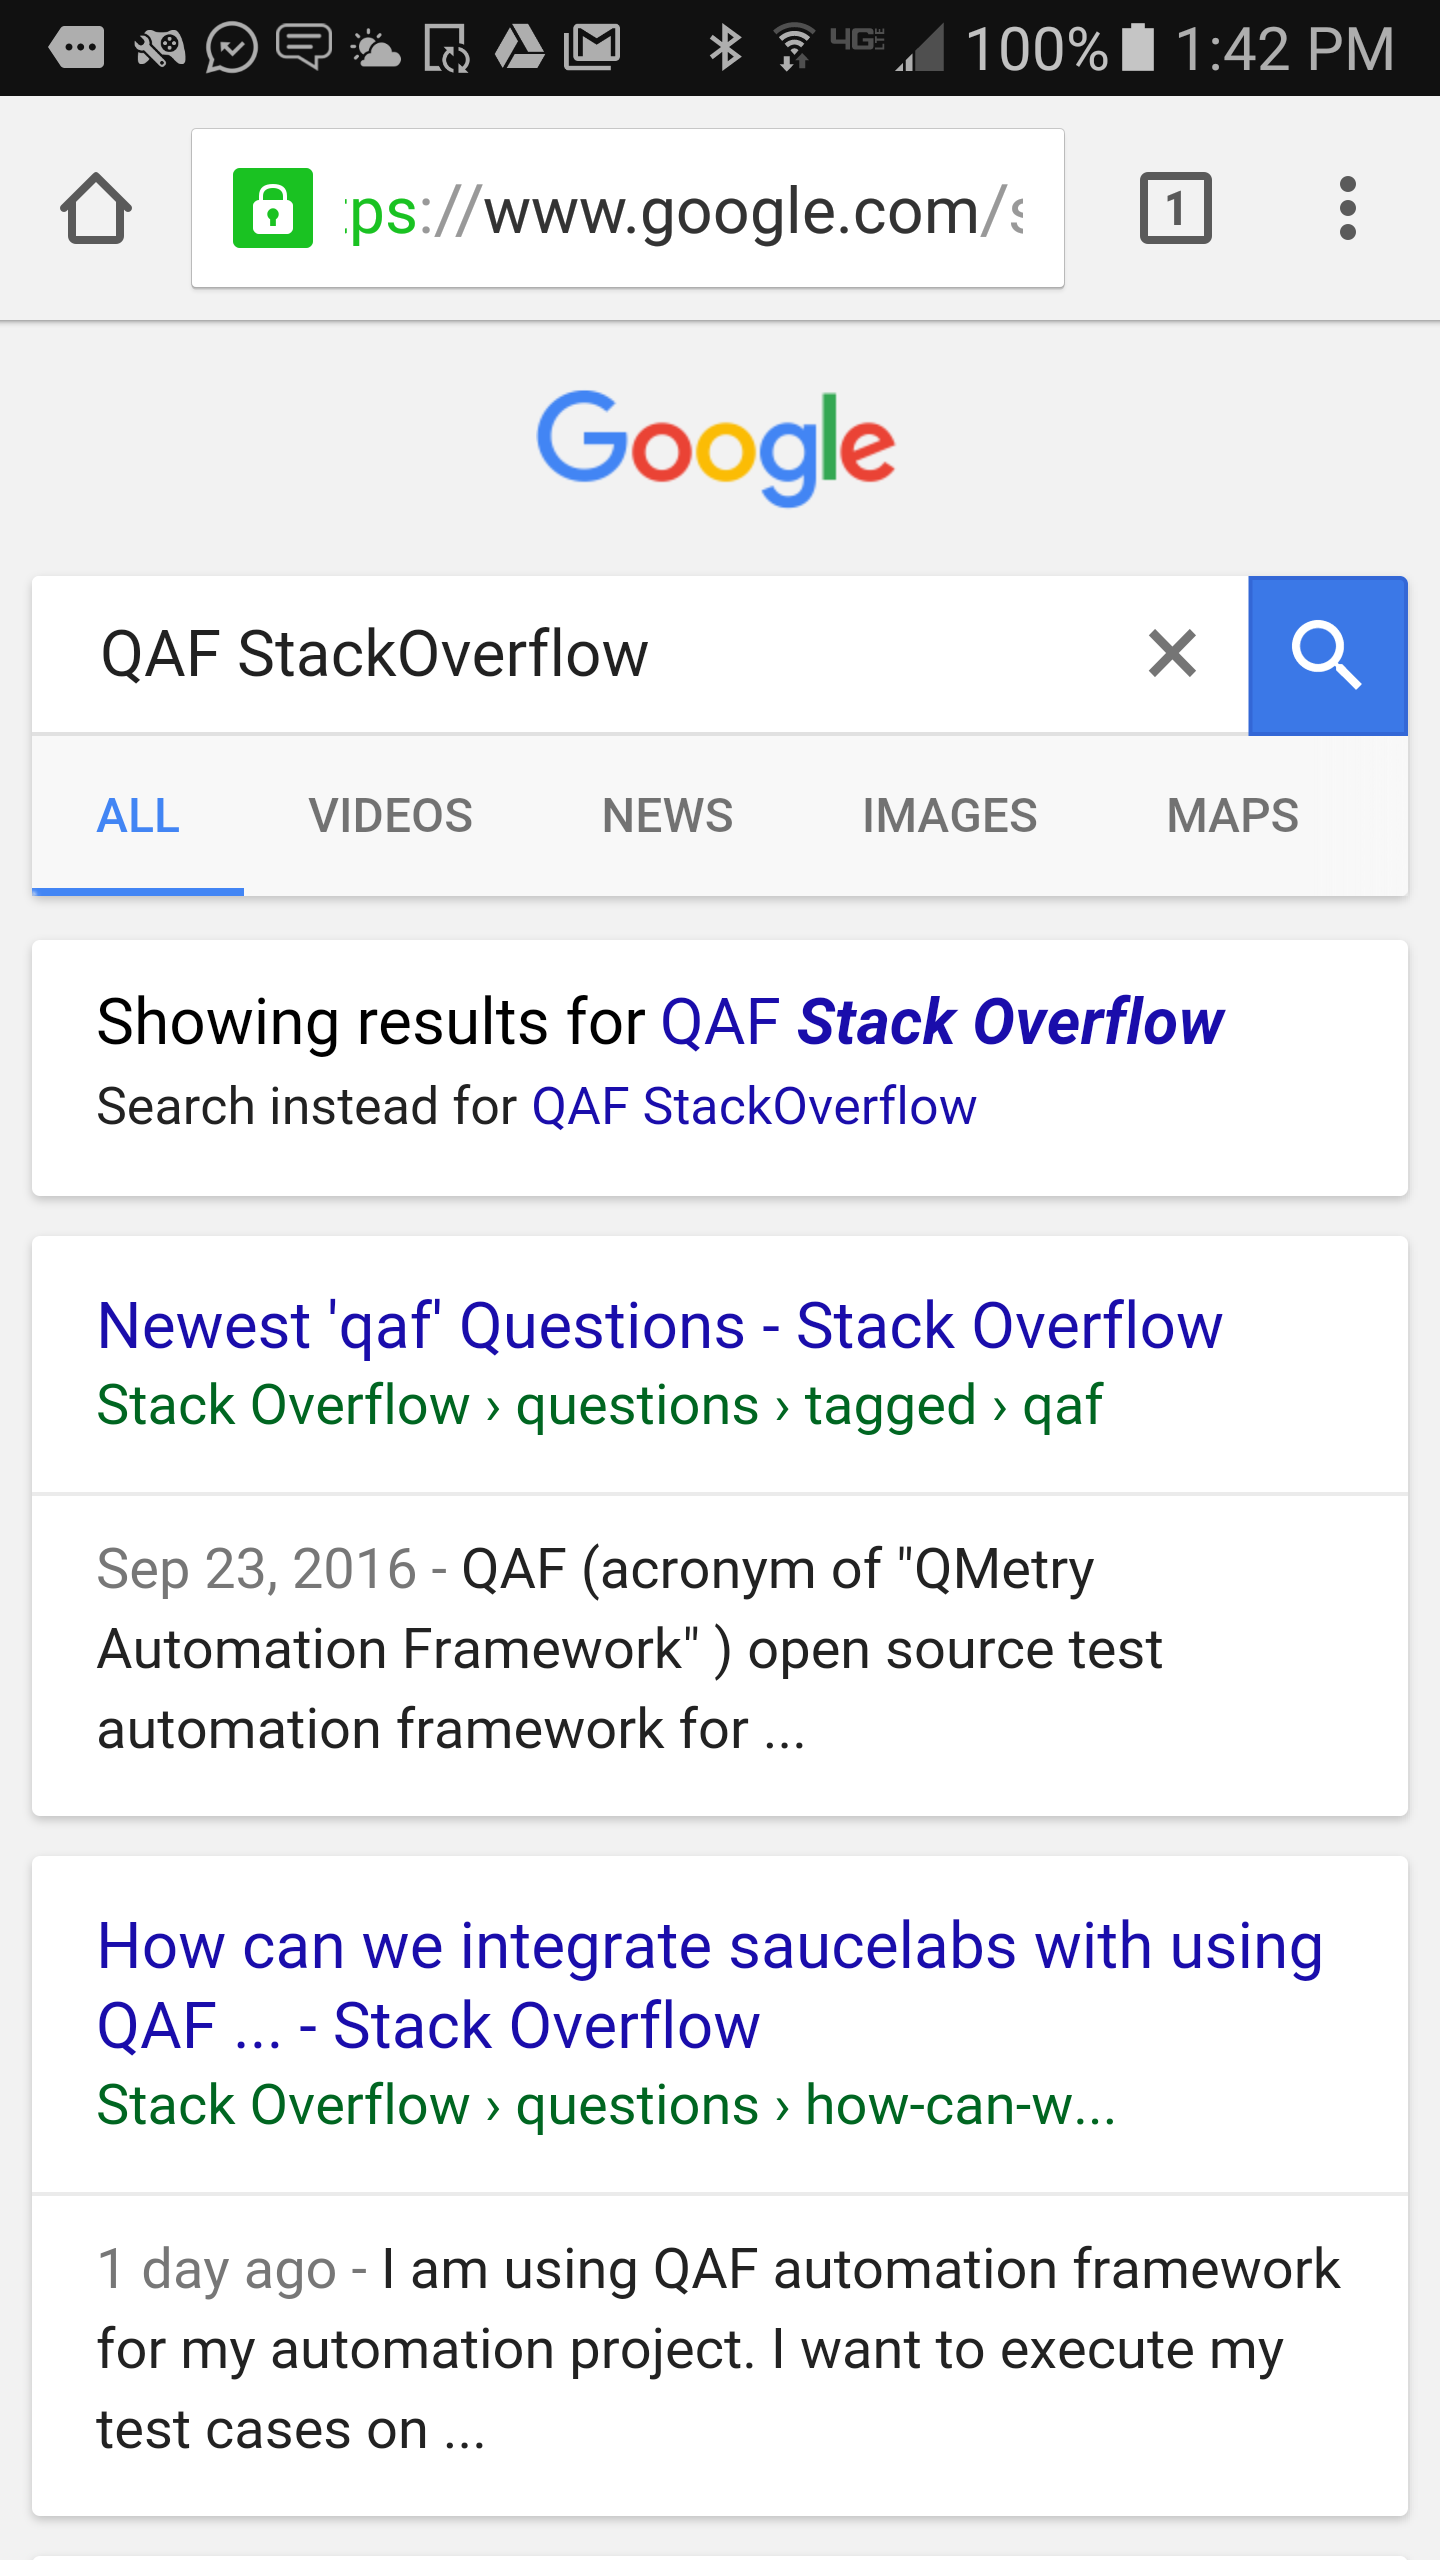 4G LTE 100% 1:42 PM
tps://www.google.com/s
1
Google
QAF StackOverflow
ALL VIDEOS NEWS IMAGES MAPS
Showing results for QAF Stack Overflow
Search instead for QAF StackOverflow
Newest 'qaf' Questions - Stack Overflow
Stack Overflow › questions › tagged › qaf
Sep 23, 2016 - QAF (acronym of "QMetry
Automation Framework" ) open source test
automation framework for ...
How can we integrate saucelabs with using
QAF ... - Stack Overflow
Stack Overflow › questions › how-can-w...
1 day ago - I am using QAF automation framework
for my automation project. I want to execute my
test cases on ...